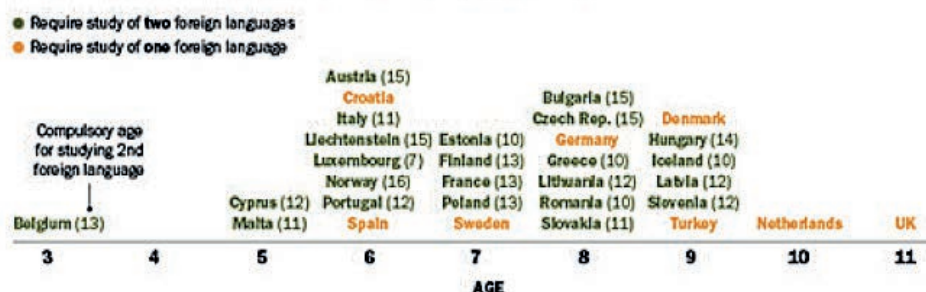 Require study of two foreign languages
Require study of one foreign language
Compulsory age
for studying 2nd
foreign language
Belgium (13)
Cyprus (12)
Malta (11)
Austria (15)
Croatia
Italy (11)
Liechtenstein (15)
Luxembourg (7)
Norway (16)
Portugal (12)
Spain
Estonia (10)
Finland (13)
France (13)
Poland (13)
Sweden
Bulgaria (15)
Czech Rep. (15)
Germany
Greece (10)
Lithuania (12)
Romania (10)
Slovakia (11)
Denmark
Hungary (14)
Iceland (10)
Latvia (12)
Slovenia (12)
Turkey
Netherlands
UK
3 4 5 6 7 8 9 10 11
AGE